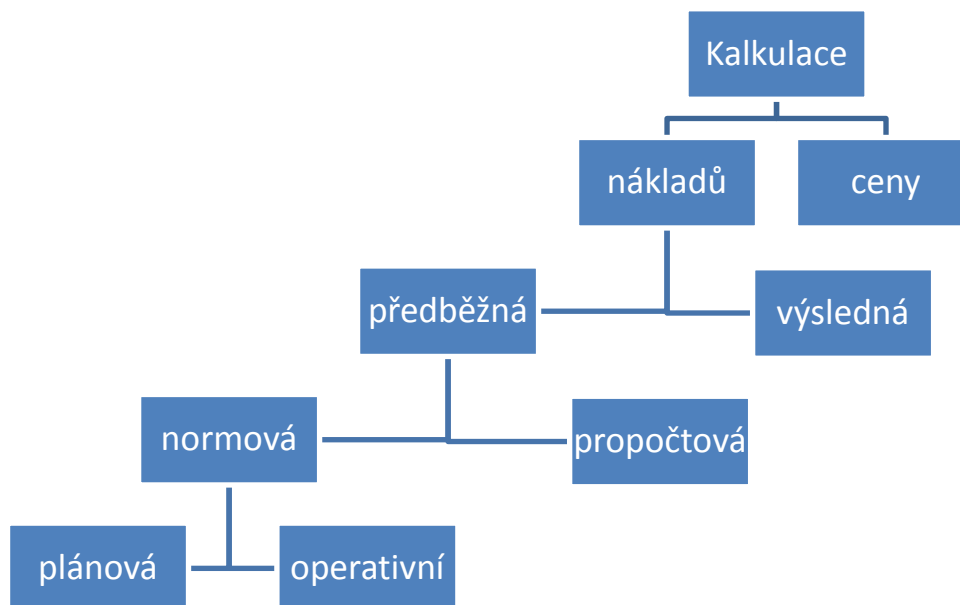 Kalkulace
nákladů
ceny
předběžná
výsledná
normová
propočtová
plánová
operativní